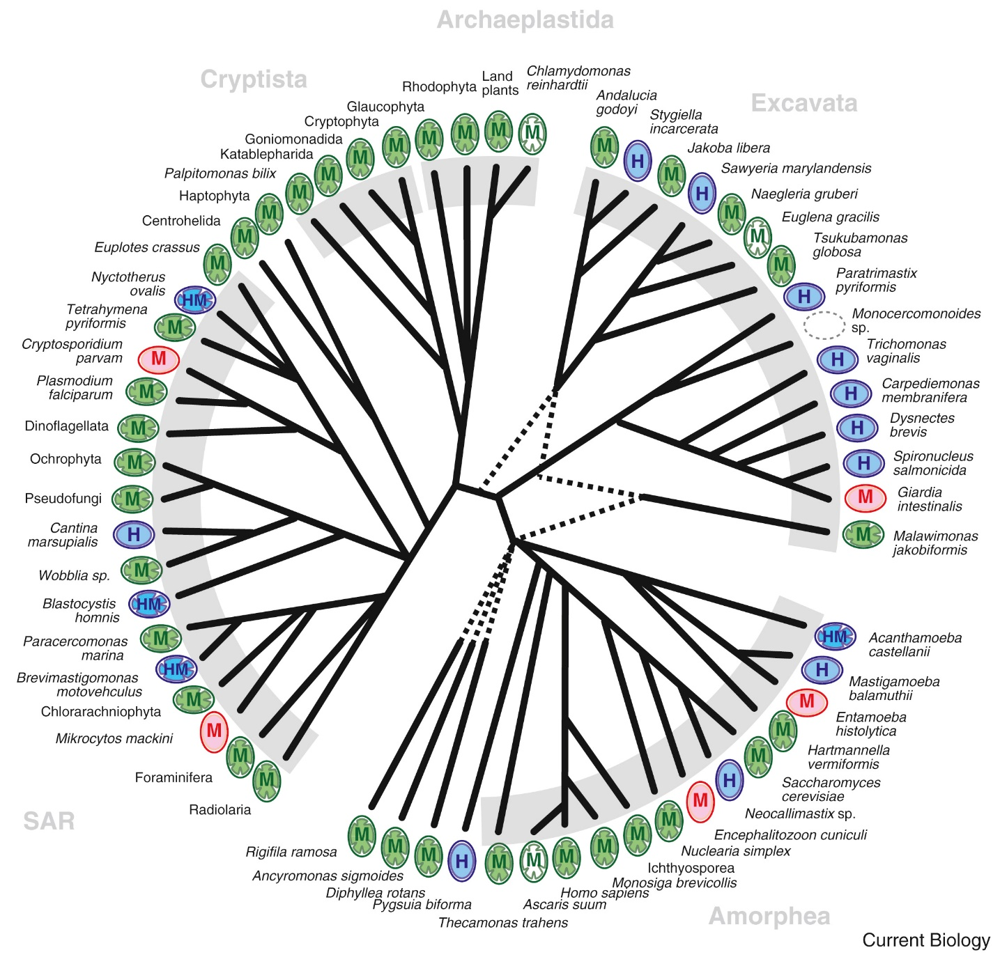 Archaeplastida
Cryptista
Excavata
SAR
Amorphea
Chlamydomonas
reinhardtii
Land
plants
Rhodophyta
Glaucophyta
Cryptophyta
Goniomonadida
Katablepharida
Palpitomonas bilix
Haptophyta
Centrohelida
Euplotes crassus
Nyctotherus
ovalis
Tetrahymena
pyriformis
Cryptosporidium
parvam
Plasmodium
falciparum
Dinoflagellata
Ochrophyta
Pseudofungi
Cantina
marsupialis
Wobblia sp.
Blastocystis
homnis
Paracercomonas
marina
Brevimastigomonas
motovehculus
Chlorarachniophyta
Mikrocytos mackini
Foraminifera
Radiolaria
Andalucia
godoyi
Stygiella
incarcerata
Jakoba libera
Sawyeria marylandensis
Naegleria gruberi
Euglena gracilis
Tsukubamonas
globosa
Paratrimastix
pyriformis
Monocercomonoides
sp.
Trichomonas
vaginalis
Carpediemonas
membranifera
Dysnectes
brevis
Spironucleus
salmonicida
Giardia
intestinalis
Malawimonas
jakobiformis
Acanthamoeba
castellanii
Mastigamoeba
balamuthii
Entamoeba
histolytica
Hartmannella
vermiformis
Saccharomyces
cerevisiae
Neocallimastix sp.
Encephalitozoon cuniculi
Nuclearia simplex
Ichthyosporea
Monosiga brevicollis
Homo sapiens
Ascaris suum
Thecamonas trahens
Pygsuia biforma
Diphyllea rotans
Ancyromonas sigmoides
Rigifila ramosa
M
M
M
M
M
M
M
M
M
M
M
M
HM
M
M
M
M
M
M
H
M
HM
M
HM
M
M
M
M
M
H
M
H
M
M
M
H
H
H
H
H
M
M
HM
H
M
M
M
H
M
M
M
M
M
M
M
H
M
M
M
Current Biology